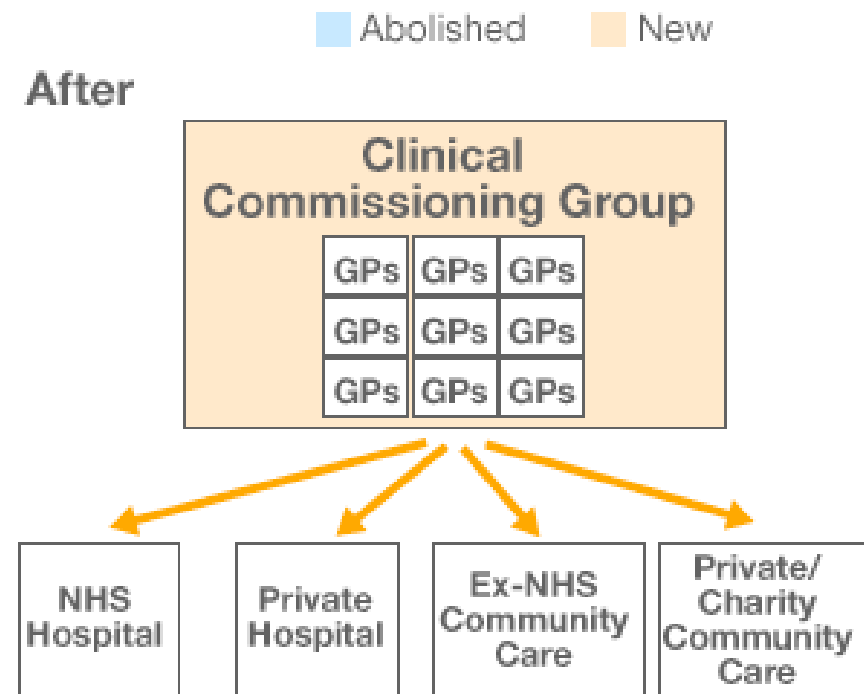 Abolished New
After
Clinical
Commissioning Group
GPs GPs GPs
GPs GPs GPs
GPs GPs GPs
NHS
Hospital
Private
Hospital
Ex-NHS
Community
Care
Private/
Charity
Community
Care